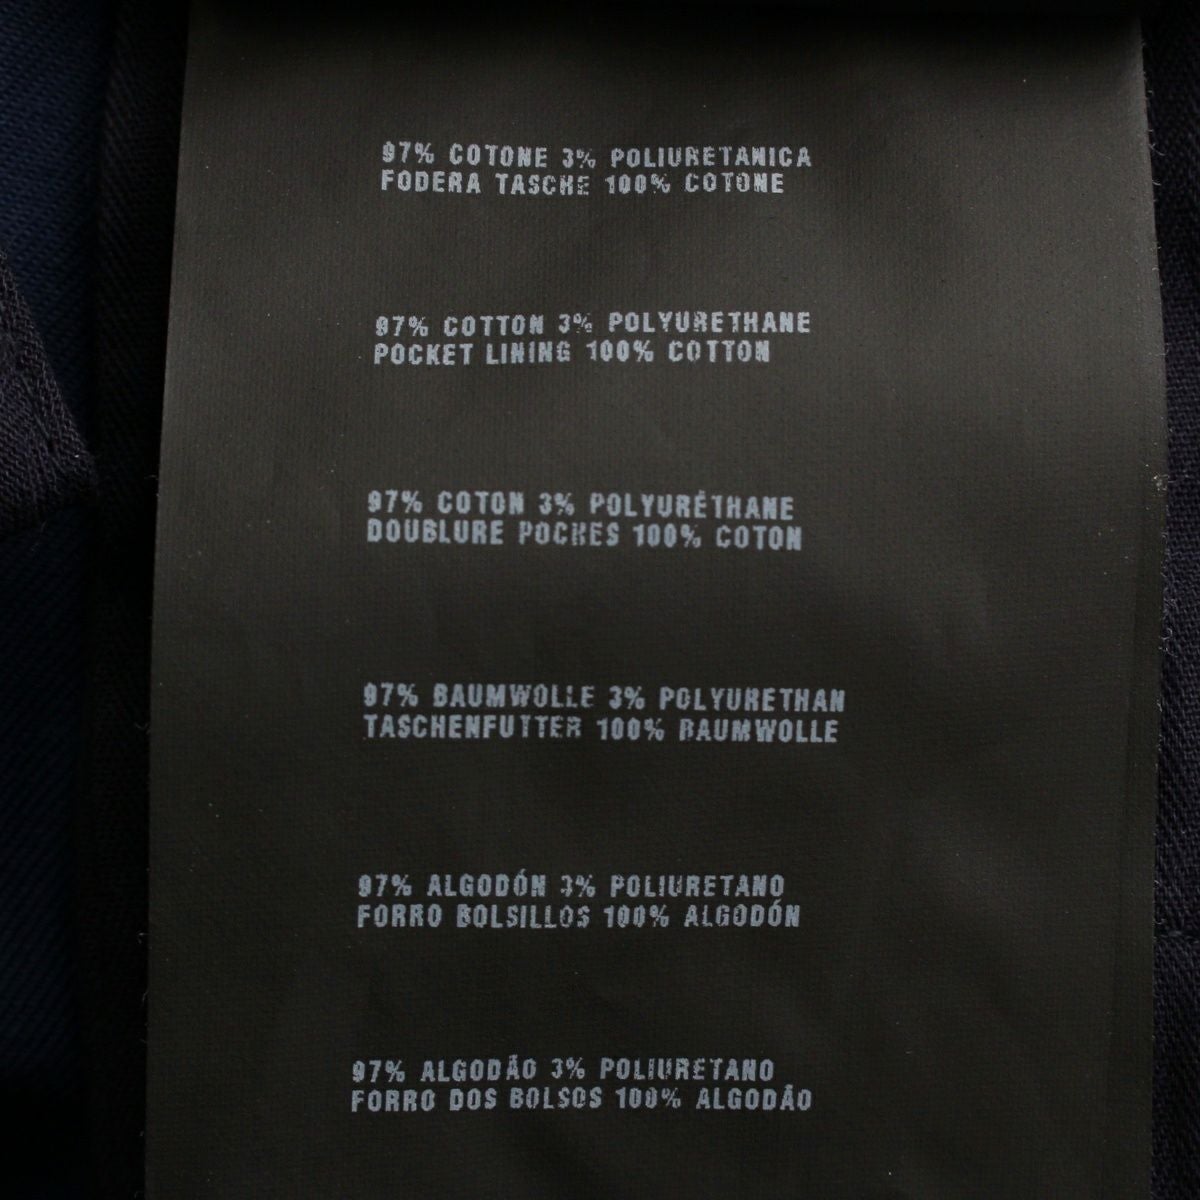 97% COTONE 3% POLIURETANICA
FODERA TASCHE 100% COTONE
97% COTTON 3% POLYURETHANE
POCKET LINING 100% COTTON
97% COTON 3% POLYURÉTHANE
DOUBLURE POCHES 100% COTON
97% BAUMWOLLE 3% POLYURETHAN
TASCHENFUTTER 100% BAUMWOLLE
97% ALGODÓN 3% POLIURETANO
FORRO BOLSILLOS 100% ALGODÓN
97% ALGODÃO 3% POLIURETANO
FORRO DOS BOLSOS 100% ALGODÃO